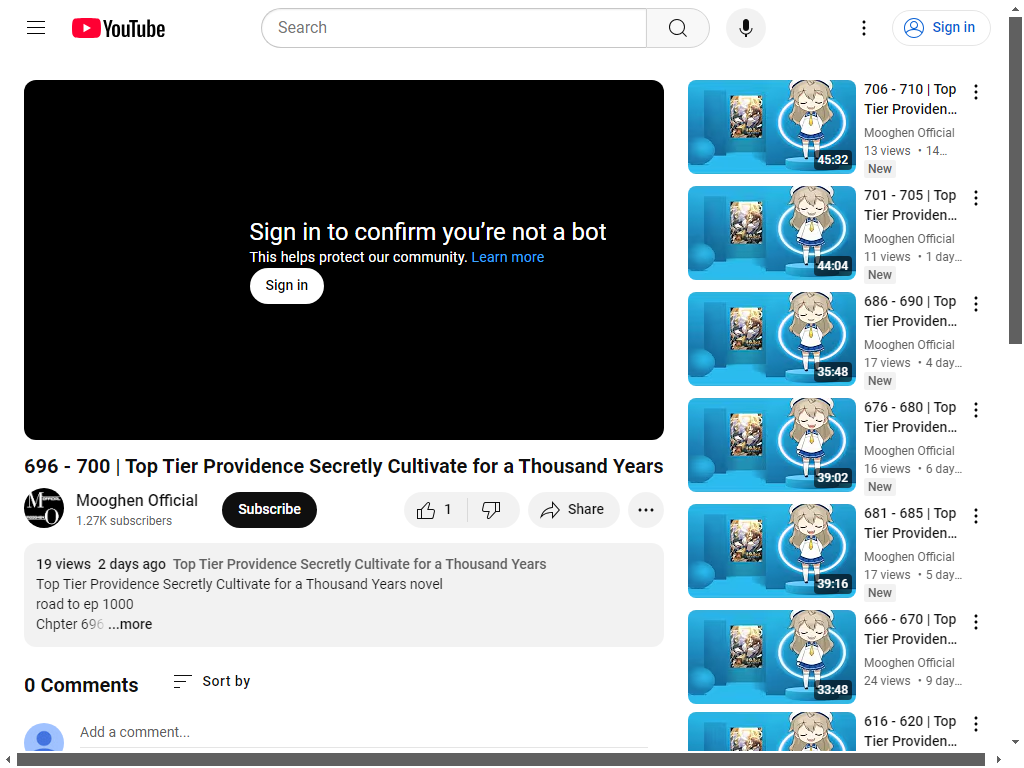 YouTube
Search
Sign in
Sign in to confirm you’re not a bot
This helps protect our community. Learn more
Sign in
696 - 700 | Top Tier Providence Secretly Cultivate for a Thousand Years
Mooghen Official
1.27K subscribers
Subscribe
1
Share
19 views 2 days ago Top Tier Providence Secretly Cultivate for a Thousand Years
Top Tier Providence Secretly Cultivate for a Thousand Years novel
road to ep 1000
Chpter 696 ...more
0 Comments
Sort by
Add a comment...
45:32
706 - 710 | Top
Tier Providen...
Mooghen Official
13 views • 14...
New
44:04
701 - 705 | Top
Tier Providen...
Mooghen Official
11 views • 1 day...
New
35:48
686 - 690 | Top
Tier Providen...
Mooghen Official
17 views • 4 day...
New
39:02
676 - 680 | Top
Tier Providen...
Mooghen Official
16 views • 6 day...
New
39:16
681 - 685 | Top
Tier Providen...
Mooghen Official
17 views • 5 day...
New
33:48
666 - 670 | Top
Tier Providen...
Mooghen Official
24 views • 9 day...
616 - 620 | Top
Tier Providen...